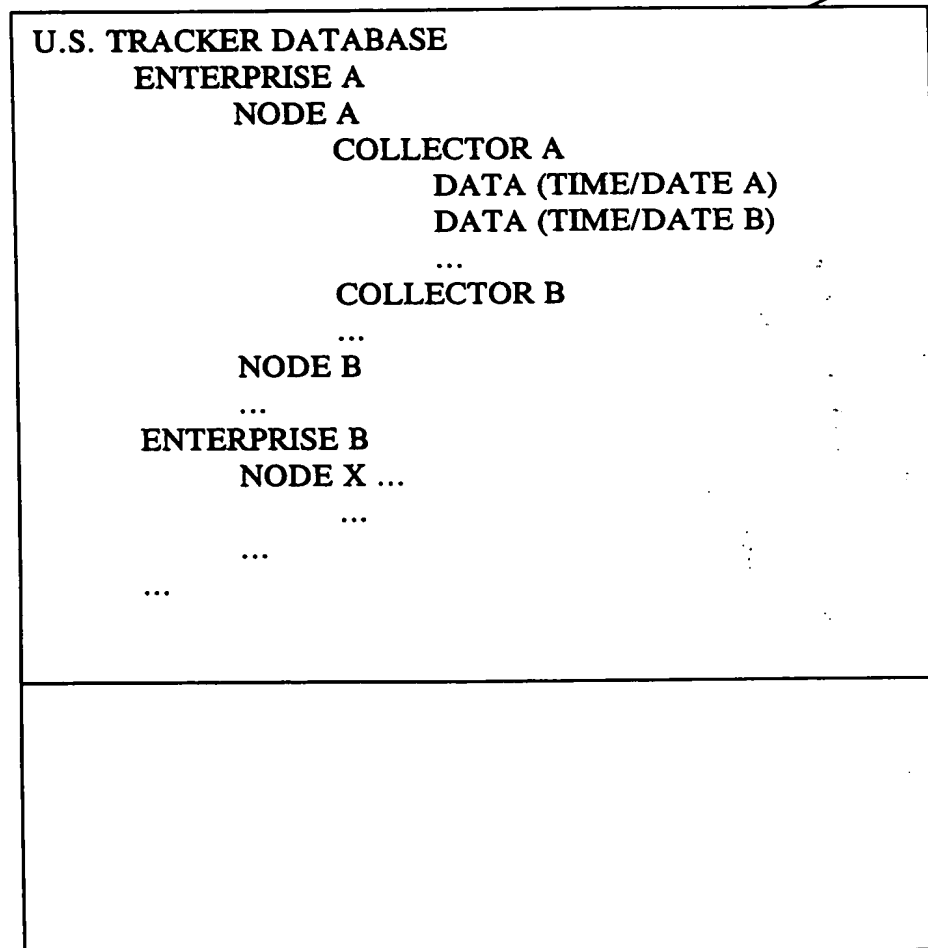 U.S. TRACKER DATABASE
ENTERPRISE A
NODE A
COLLECTOR A
DATA (TIME/DATE A)
DATA (TIME/DATE B)
...
COLLECTOR B
...
NODE B
...
ENTERPRISE B
NODE X ...
...
...
...